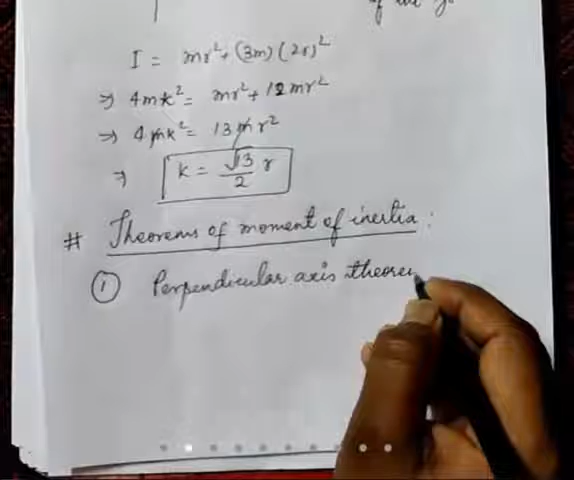 I = mr² + (3m) (2r)²
⇒ 4mk² = mr² + 12mr²
⇒ 4mk² = 13mr²
⇒ k = √13/2 r
# Theorems of moment of inertia :
① Perpendicular axis theorem